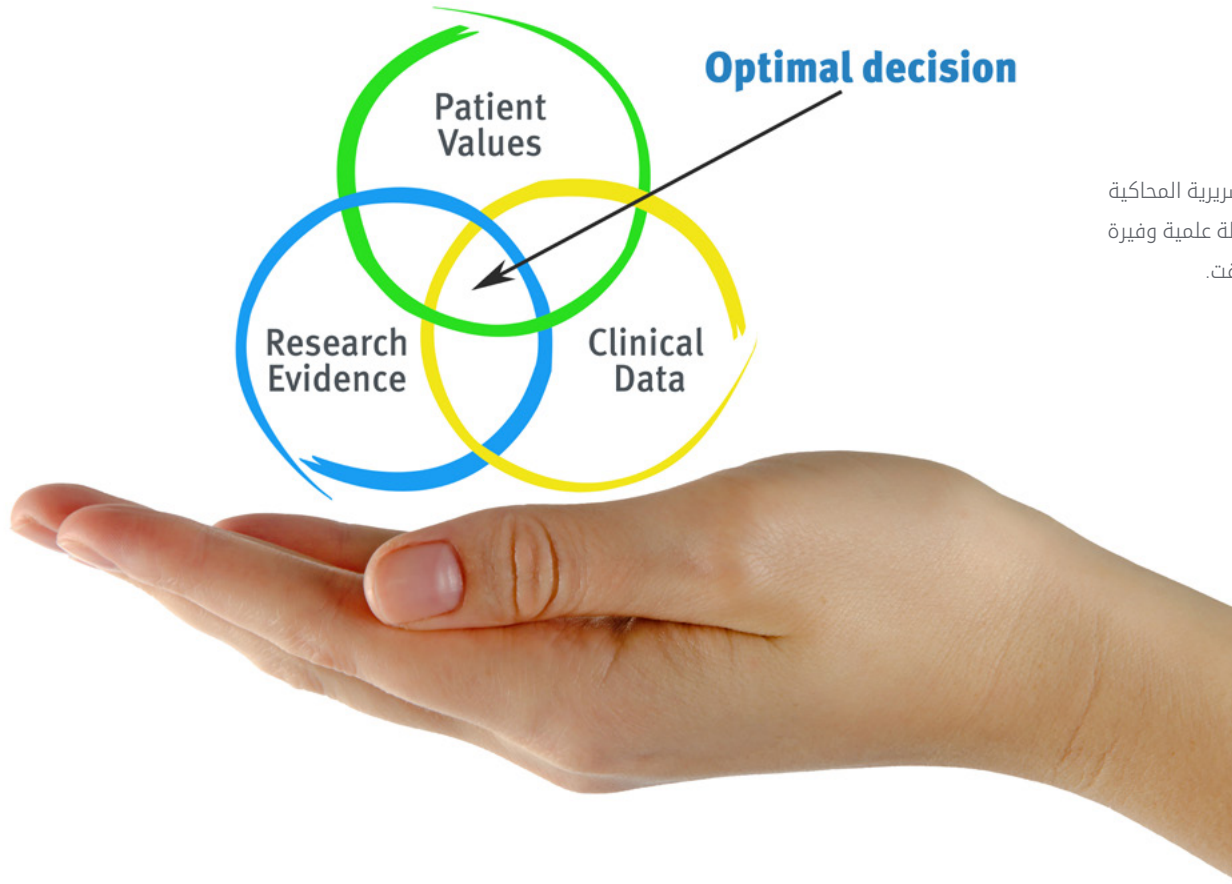 Optimal decision
Patient
Values
Research
Evidence
Clinical
Data
المحاكية
علمية وفيرة